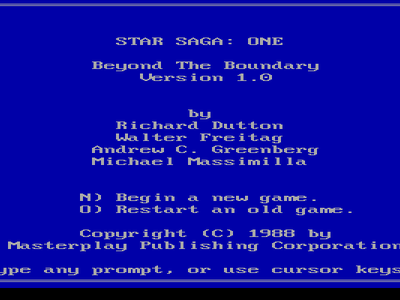 STAR SAGA: ONE
Beyond The Boundary
Version 1.0
by
Richard Dutton
Walter Freitag
Andrew C. Greenberg
Michael Massimilla
N) Begin a new game.
O) Restart an old game.
Copyright (C) 1988 by
Masterplay Publishing Corporation
ype any prompt, or use cursor keys